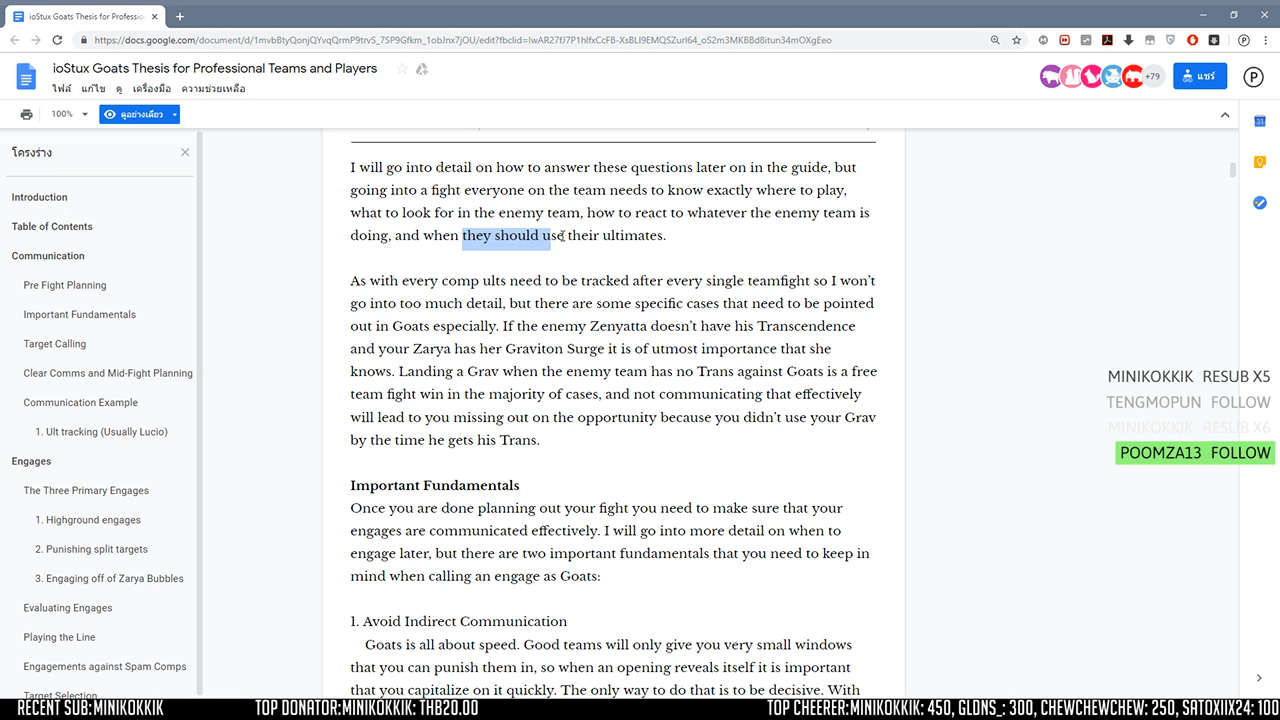 ioStux Goats Thesis for Professio
https://docs.google.com/document/d/1mvbBtyQonjQYvqQrmP9trvS_7SP9Gfkm_1obJnx7jOU/edit?fbclid=IwAR27fJ7P1hlfxCcFB-XsBLl9EMQSZurl64_oS2m3MKBBd8itun34mOXgEeo
ioStux Goats Thesis for Professional Teams and Players
ไฟล์ แก้ไข ดู เครื่องมือ ความช่วยเหลือ
+79
แชร์
P
100%
ดูอย่างเดียว
โครงร่าง
Introduction
Table of Contents
Communication
Pre Fight Planning
Important Fundamentals
Target Calling
Clear Comms and Mid-Fight Planning
Communication Example
1. Ult tracking (Usually Lucio)
Engages
The Three Primary Engages
1. Highground engages
2. Punishing split targets
3. Engaging off of Zarya Bubbles
Evaluating Engages
Playing the Line
Engagements against Spam Comps
Target Selection
I will go into detail on how to answer these questions later on in the guide, but
going into a fight everyone on the team needs to know exactly where to play,
what to look for in the enemy team, how to react to whatever the enemy team is
doing, and when they should use their ultimates.
As with every comp ults need to be tracked after every single teamfight so I won't
go into too much detail, but there are some specific cases that need to be pointed
out in Goats especially. If the enemy Zenyatta doesn't have his Transcendence
and your Zarya has her Graviton Surge it is of utmost importance that she
knows. Landing a Grav when the enemy team has no Trans against Goats is a free
team fight win in the majority of cases, and not communicating that effectively
will lead to you missing out on the opportunity because you didn't use your Grav
by the time he gets his Trans.
Important Fundamentals
Once you are done planning out your fight you need to make sure that your
engages are communicated effectively. I will go into more detail on when to
engage later, but there are two important fundamentals that you need to keep in
mind when calling an engage as Goats:
1. Avoid Indirect Communication
Goats is all about speed. Good teams will only give you very small windows
that you can punish them in, so when an opening reveals itself it is important
that you capitalize on it quickly. The only way to do that is to be decisive. With
MINIKOKKIK RESUB X5
TENGMOPUN FOLLOW
MINIKOKKIK RESUB X6
POOMZA13 FOLLOW
RECENT SUB:MINIKOKKIK
TOP DONATOR:MINIKOKKIK: THB20.00
TOP CHEERER:MINIKOKKIK: 450, GLDNS_: 300, CHEWCHEWCHEW: 250, SATOXIIX24: 100